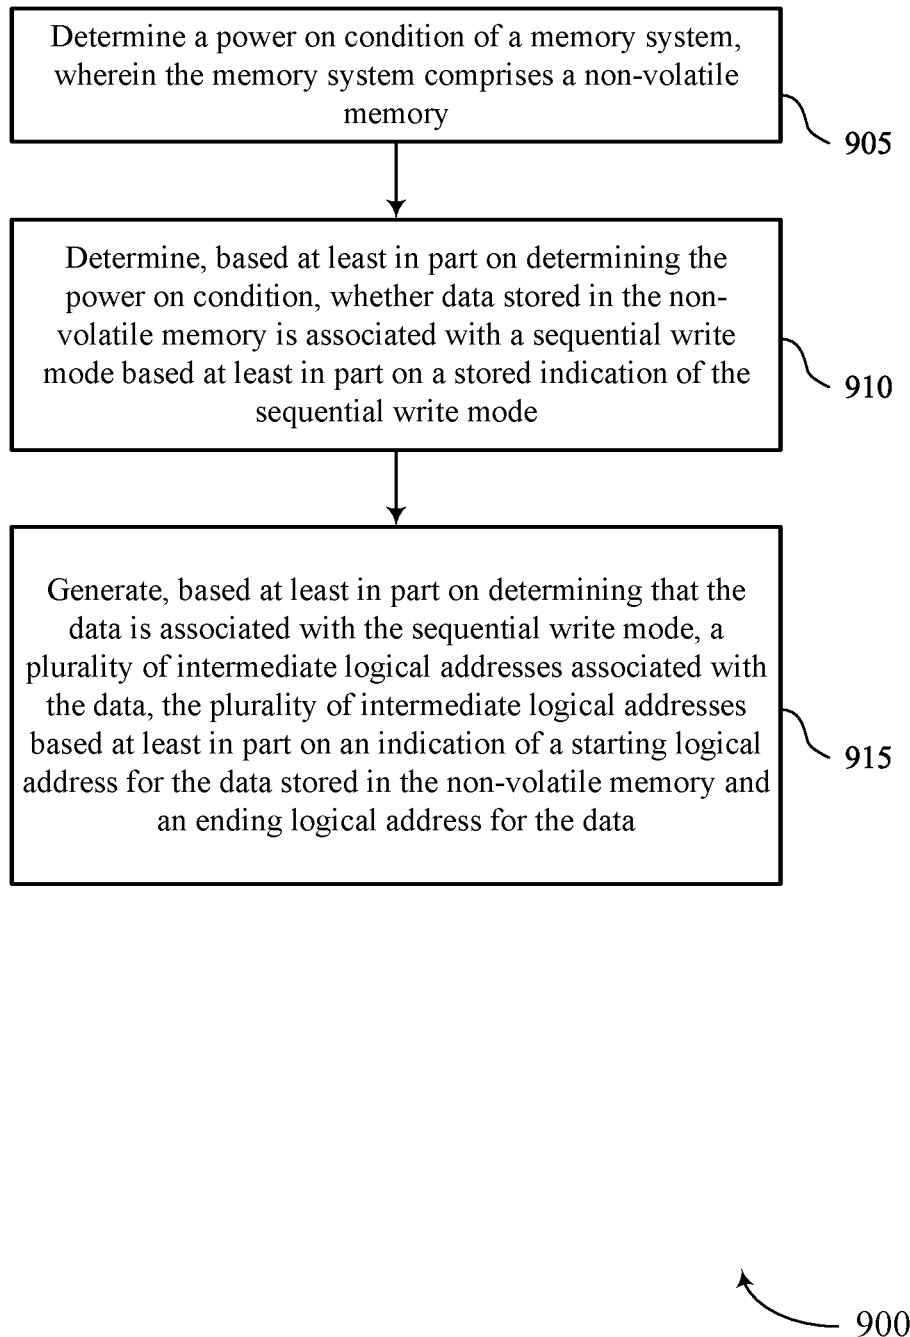 Determine a power on condition of a memory system,
wherein the memory system comprises a non-volatile
memory
905
Determine, based at least in part on determining the
power on condition, whether data stored in the non-
volatile memory is associated with a sequential write
mode based at least in part on a stored indication of the
sequential write mode
910
Generate, based at least in part on determining that the
data is associated with the sequential write mode, a
plurality of intermediate logical addresses associated with
the data, the plurality of intermediate logical addresses
based at least in part on an indication of a starting logical
address for the data stored in the non-volatile memory and
an ending logical address for the data
915
900